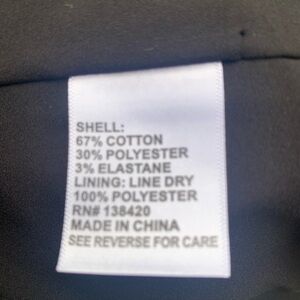 SHELL:
67% COTTON
30% POLYESTER
3% ELASTANE
LINING: LINE DRY
100% POLYESTER
RN# 138420
MADE IN CHINA
SEE REVERSE FOR CARE